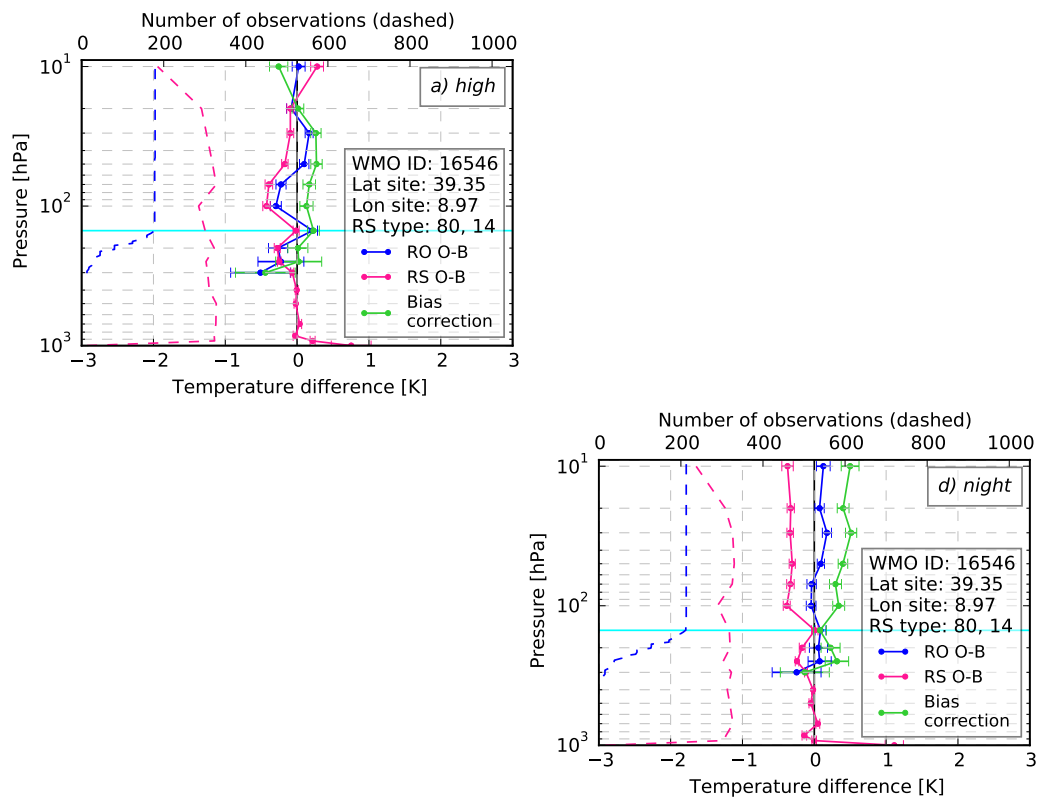 Number of observations (dashed)
0 200 400 600 800 1000
10¹
a) high
Pressure [hPa]
WMO ID: 16546
Lat site: 39.35
Lon site: 8.97
RS type: 80, 14
10²
RO O-B
RS O-B
Bias
correction
10³
−3 −2 −1 0 1 2 3
Temperature difference [K]
Number of observations (dashed)
0 200 400 600 800 1000
10¹
d) night
Pressure [hPa]
WMO ID: 16546
Lat site: 39.35
Lon site: 8.97
RS type: 80, 14
10²
RO O-B
RS O-B
Bias
correction
10³
−3 −2 −1 0 1 2 3
Temperature difference [K]